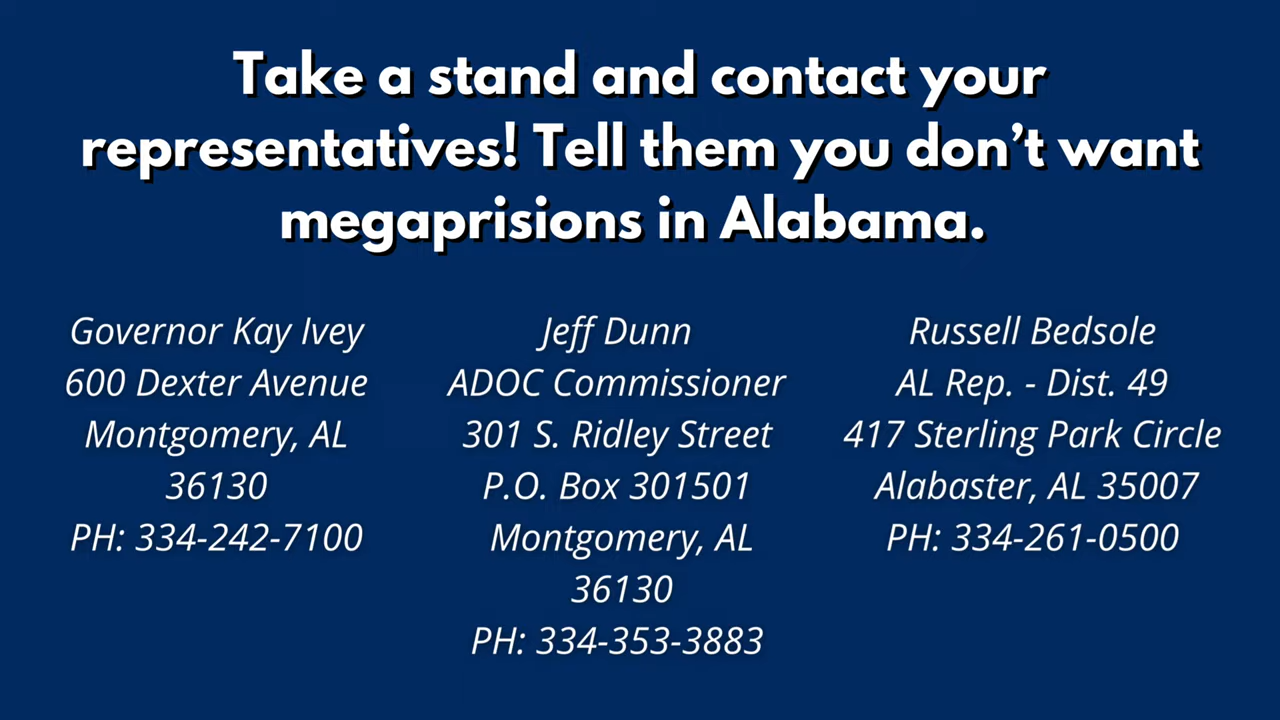 Take a stand and contact your
representatives! Tell them you don’t want
megaprisions in Alabama.
Governor Kay Ivey
600 Dexter Avenue
Montgomery, AL
36130
PH: 334-242-7100
Jeff Dunn
ADOC Commissioner
301 S. Ridley Street
P.O. Box 301501
Montgomery, AL
36130
PH: 334-353-3883
Russell Bedsole
AL Rep. - Dist. 49
417 Sterling Park Circle
Alabaster, AL 35007
PH: 334-261-0500